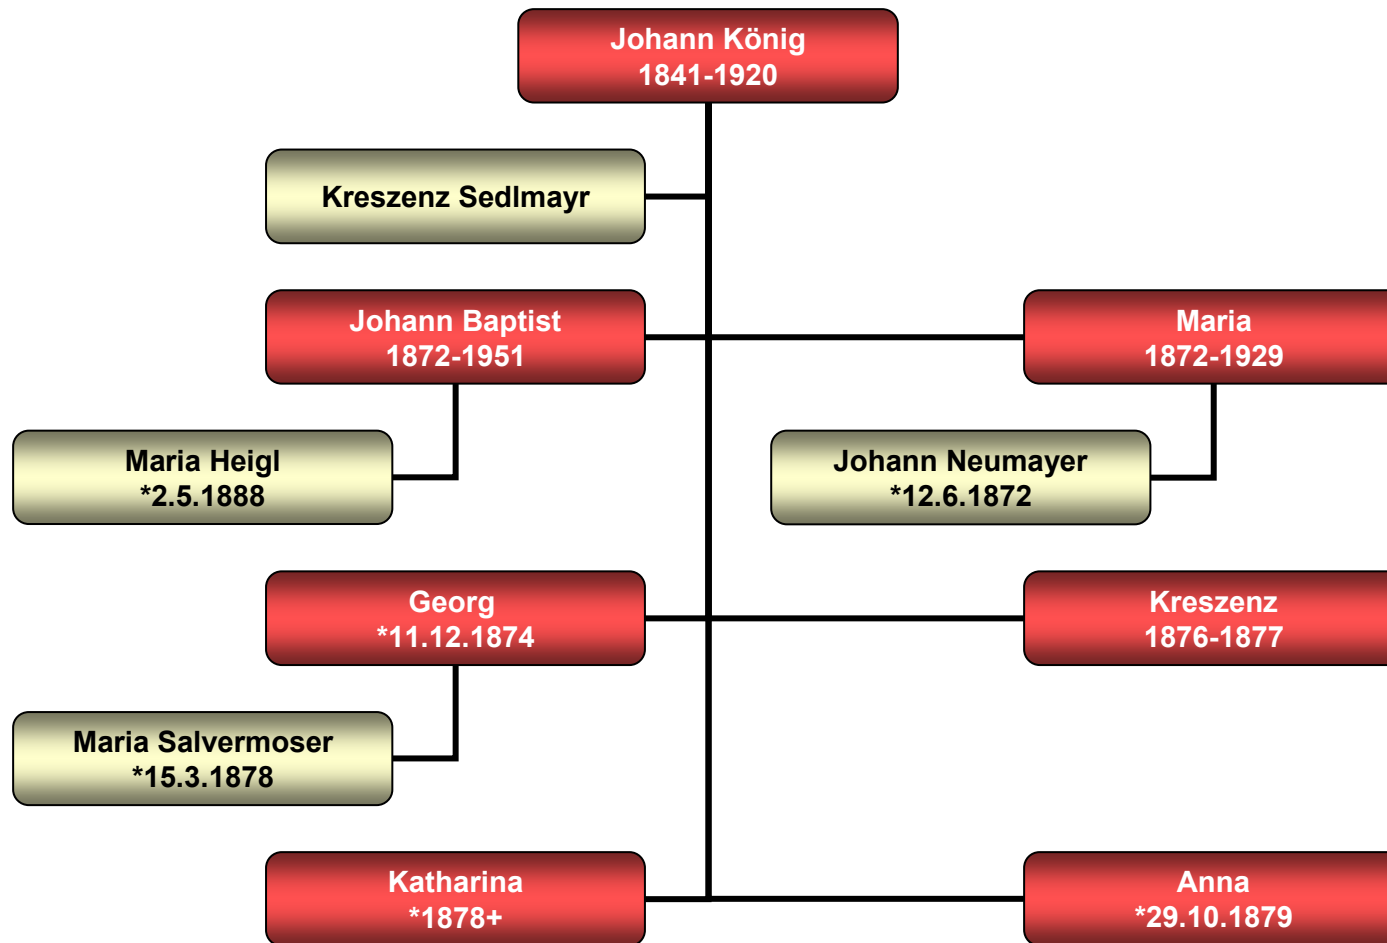 Johann König
1841-1920
Kreszenz Sedlmayr
Johann Baptist
1872-1951
Maria
1872-1929
Maria Heigl
*2.5.1888
Johann Neumayer
*12.6.1872
Georg
*11.12.1874
Kreszenz
1876-1877
Maria Salvermoser
*15.3.1878
Katharina
*1878+
Anna
*29.10.1879